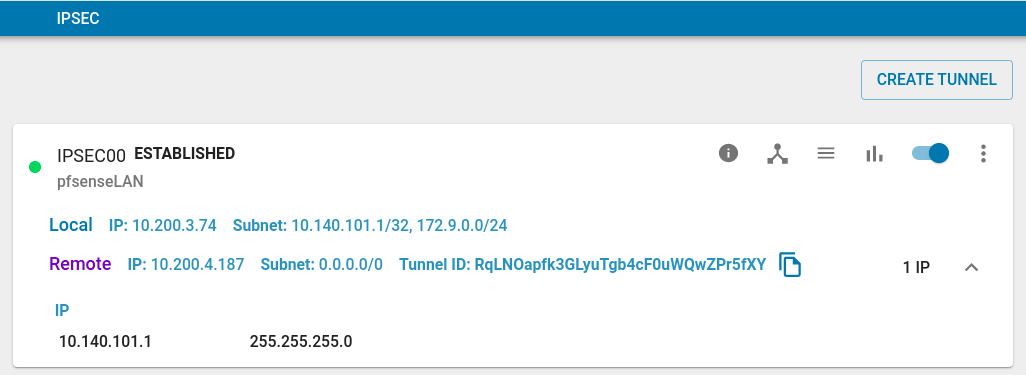 IPSEC
CREATE TUNNEL
IPSEC00 ESTABLISHED
pfsenseLAN
Local IP: 10.200.3.74 Subnet: 10.140.101.1/32, 172.9.0.0/24
Remote IP: 10.200.4.187 Subnet: 0.0.0.0/0 Tunnel ID: RqLNOapfk3GLyuTgb4cF0uWQwZPr5fXY 1 IP
IP
10.140.101.1 255.255.255.0